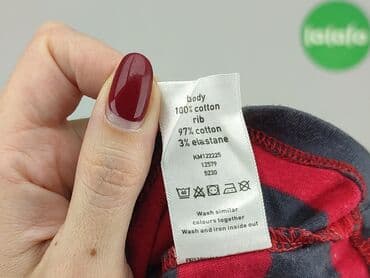 lalafo
body
100% cotton
rib
97% cotton
3% elastane
KM122225
12579
5230
Wash similar
colours together
Wash and iron inside out